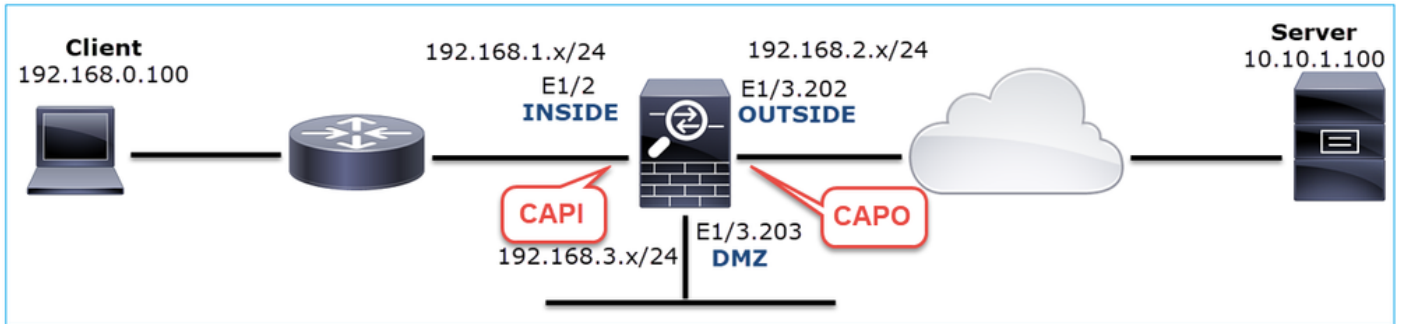 Client
192.168.0.100
192.168.1.x/24
E1/2
INSIDE
192.168.2.x/24
E1/3.202
OUTSIDE
Server
10.10.1.100
CAPI
CAPO
E1/3.203
192.168.3.x/24
DMZ